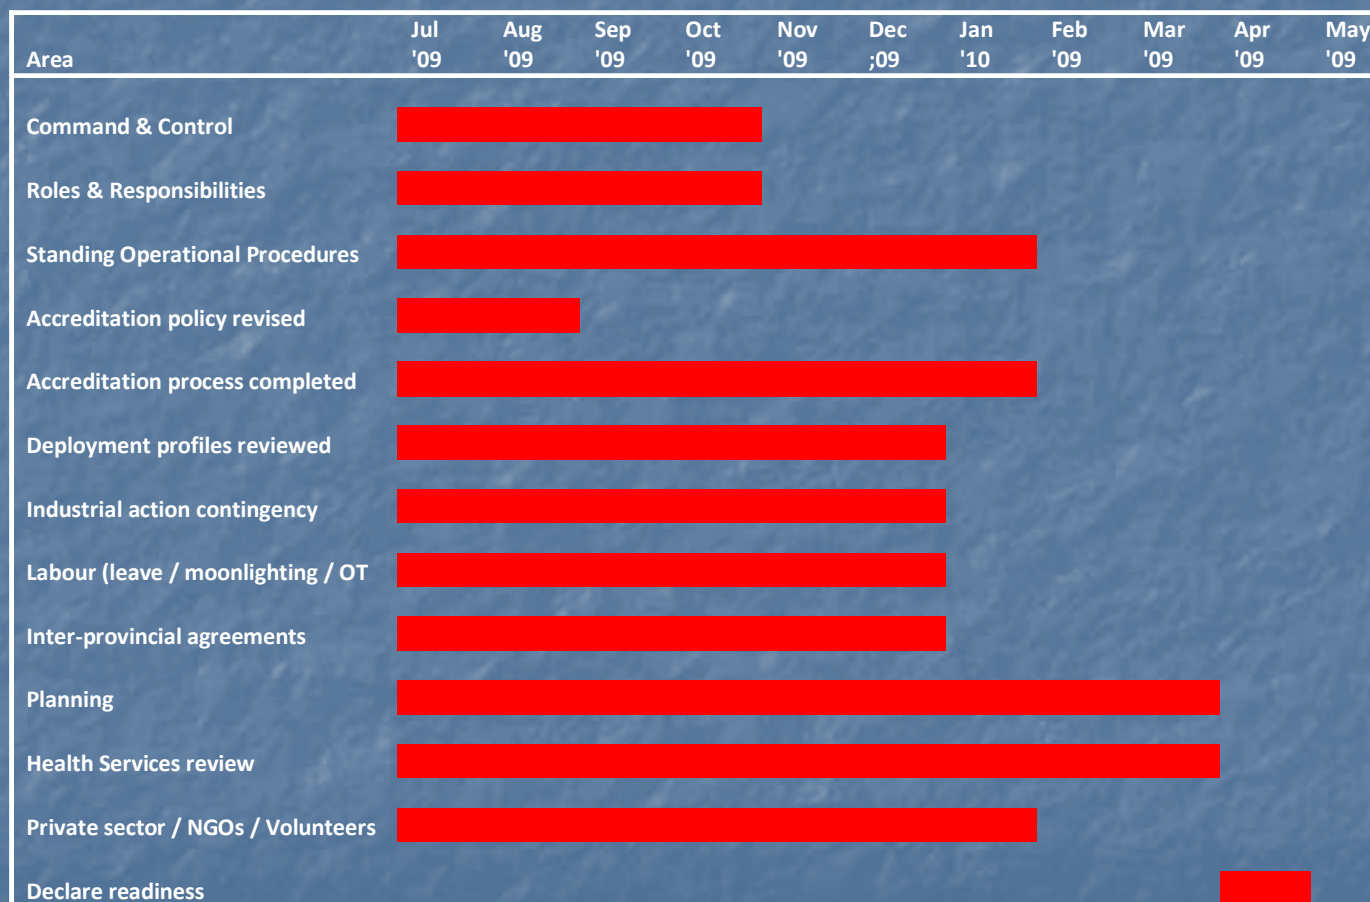 Jul Aug Sep Oct Nov Dec Jan Feb Mar Apr May
Area '09 '09 '09 '09 '09 ;09 '10 '09 '09 '09 '09
Command & Control
Roles & Responsibilities
Standing Operational Procedures
Accreditation policy revised
Accreditation process completed
Deployment profiles reviewed
Industrial action contingency
Labour (leave / moonlighting / OT
Inter-provincial agreements
Planning
Health Services review
Private sector / NGOs / Volunteers
Declare readiness